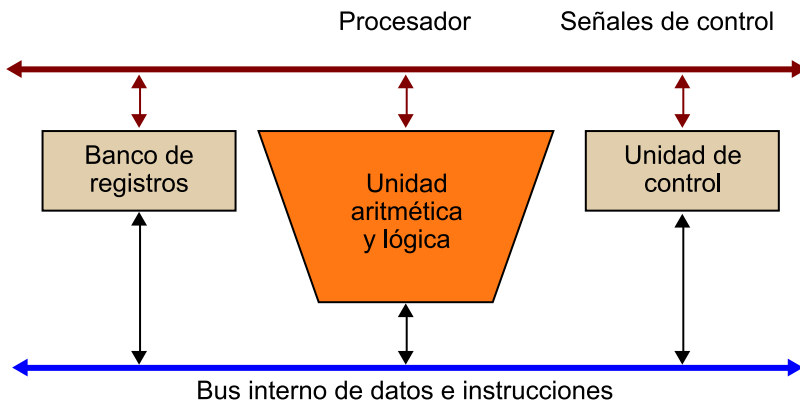 Procesador
Señales de control
Banco de
registros
Unidad
aritmética
y lógica
Unidad de
control
Bus interno de datos e instrucciones